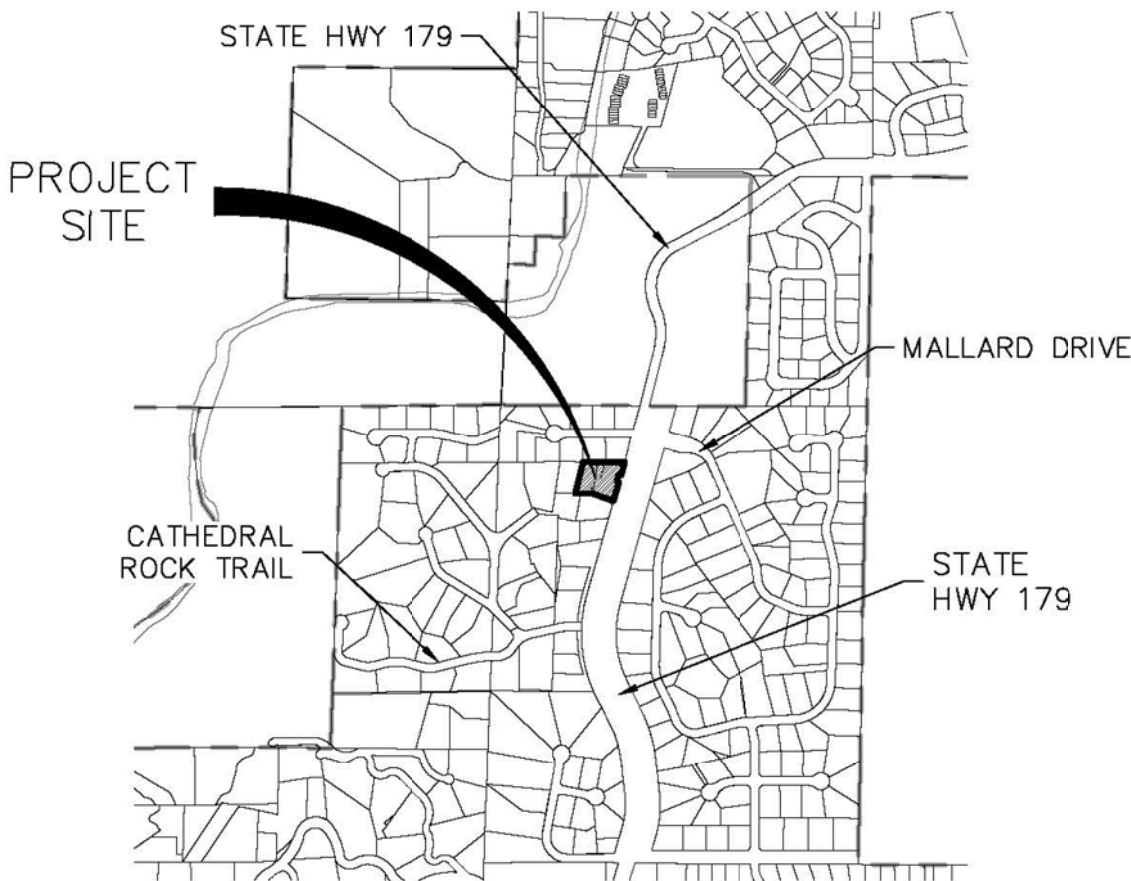 STATE HWY 179
PROJECT
SITE
MALLARD DRIVE
CATHEDRAL
ROCK TRAIL
STATE
HWY 179